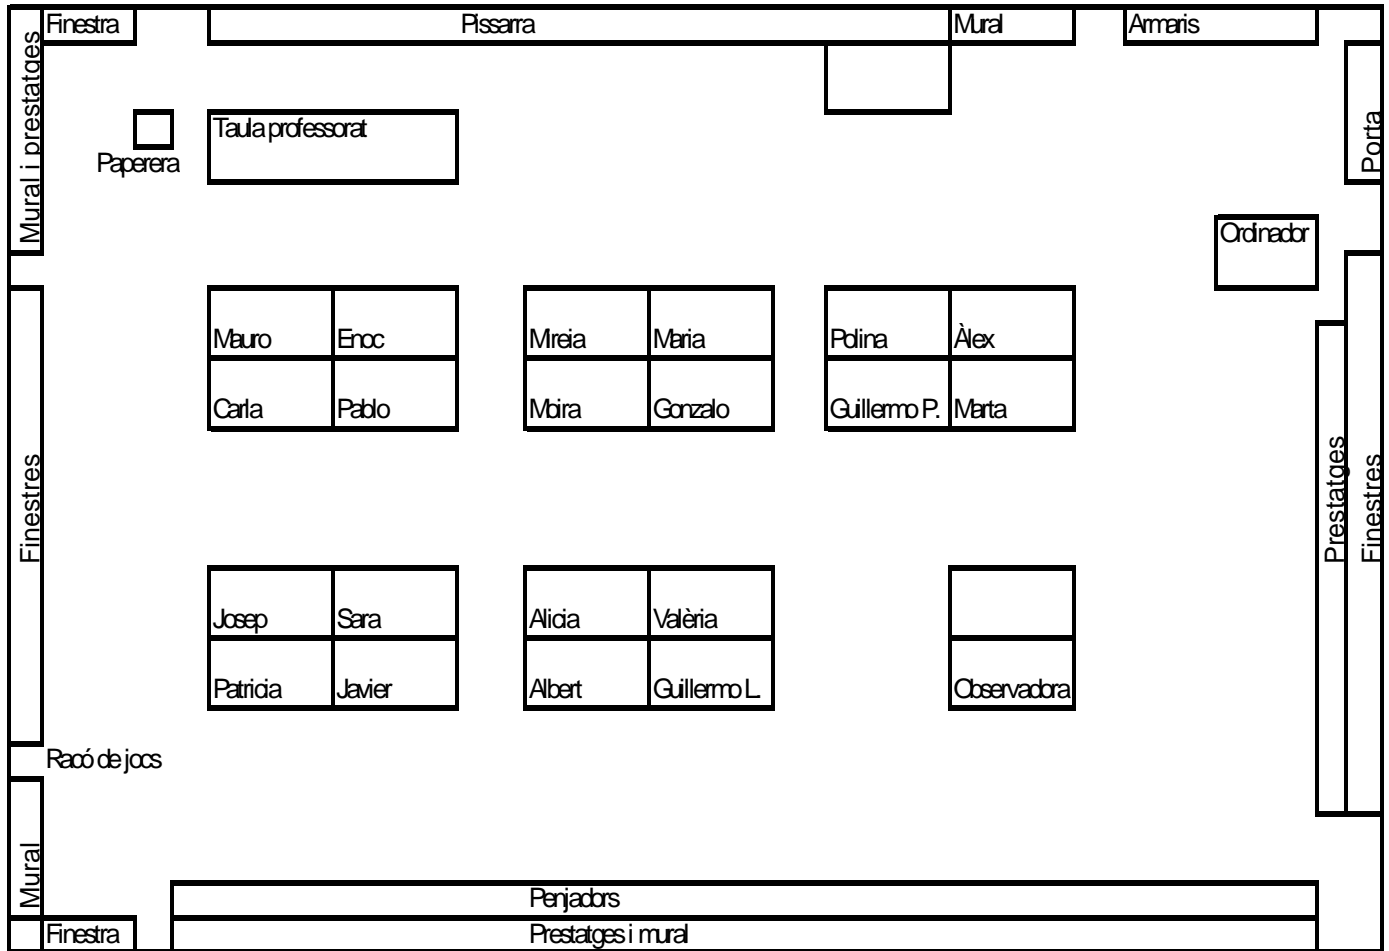 Finestra Pissarra Mural Armaris
Mural i prestatges
Porta
Taula professorat
Paperera
Ordinador
Mauro Enoc Mireia Maria Polina Àlex
Carla Pablo Moira Gonzalo Guillermo P. Marta
Finestres
Prestatges
Finestres
Josep Sara Alicia Valèria
Patricia Javier Albert Guillermo L. Observadora
Racó de jocs
Mural
Penjadors
Finestra Prestatges i mural